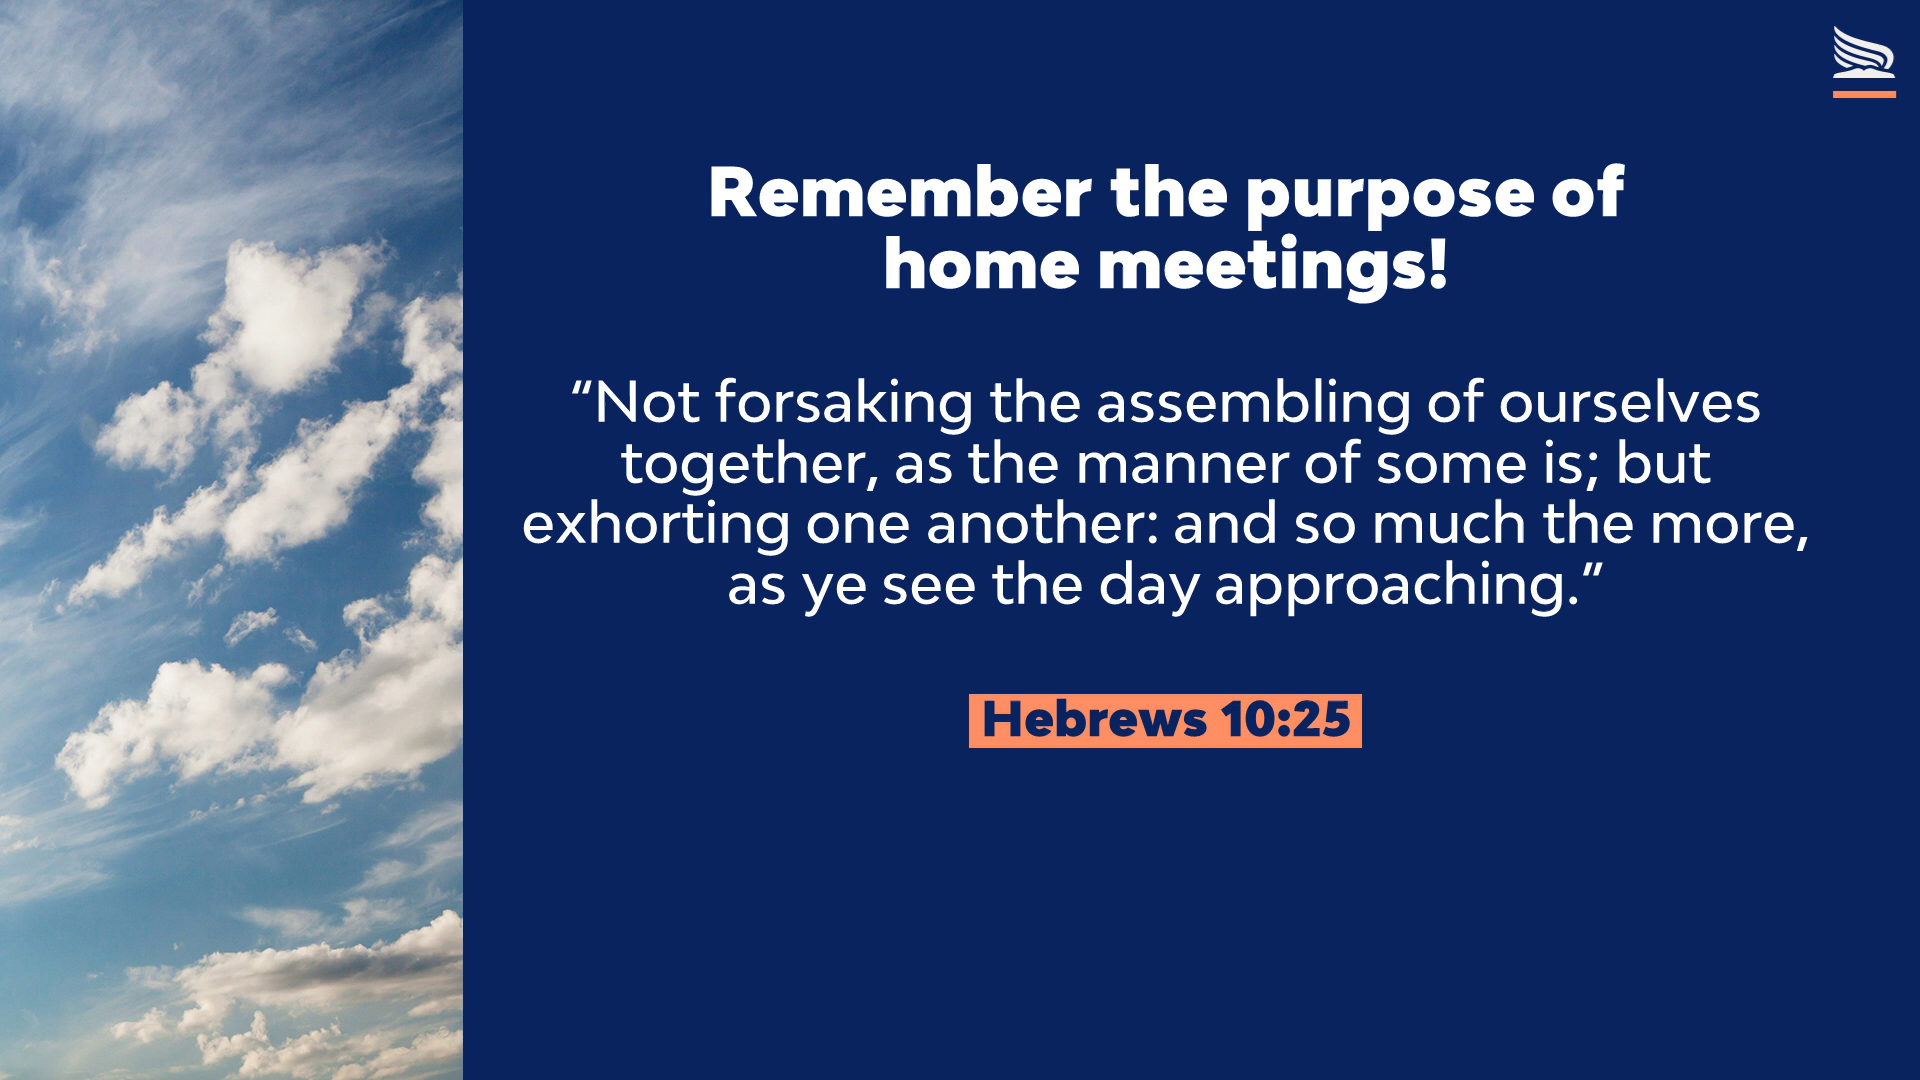 Remember the purpose of
home meetings!
“Not forsaking the assembling of ourselves
together, as the manner of some is; but
exhorting one another: and so much the more,
as ye see the day approaching.”
Hebrews 10:25